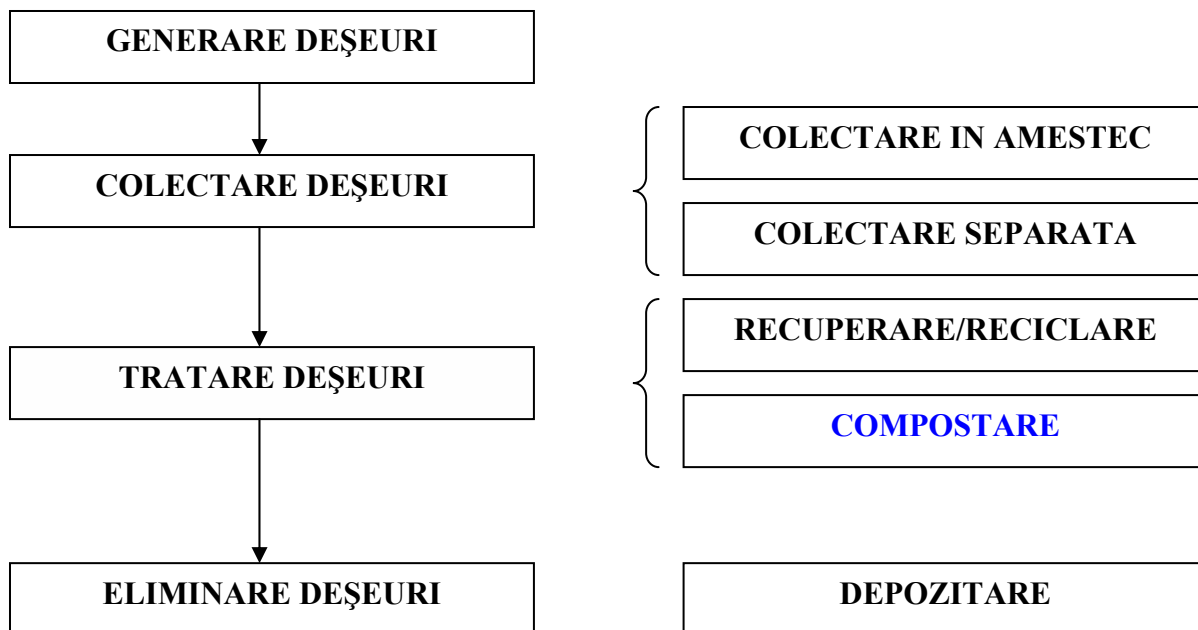 GENERARE DEŞEURI
COLECTARE IN AMESTEC
COLECTARE DEŞEURI
COLECTARE SEPARATA
RECUPERARE/RECICLARE
TRATARE DEŞEURI
COMPOSTARE
ELIMINARE DEŞEURI
DEPOZITARE